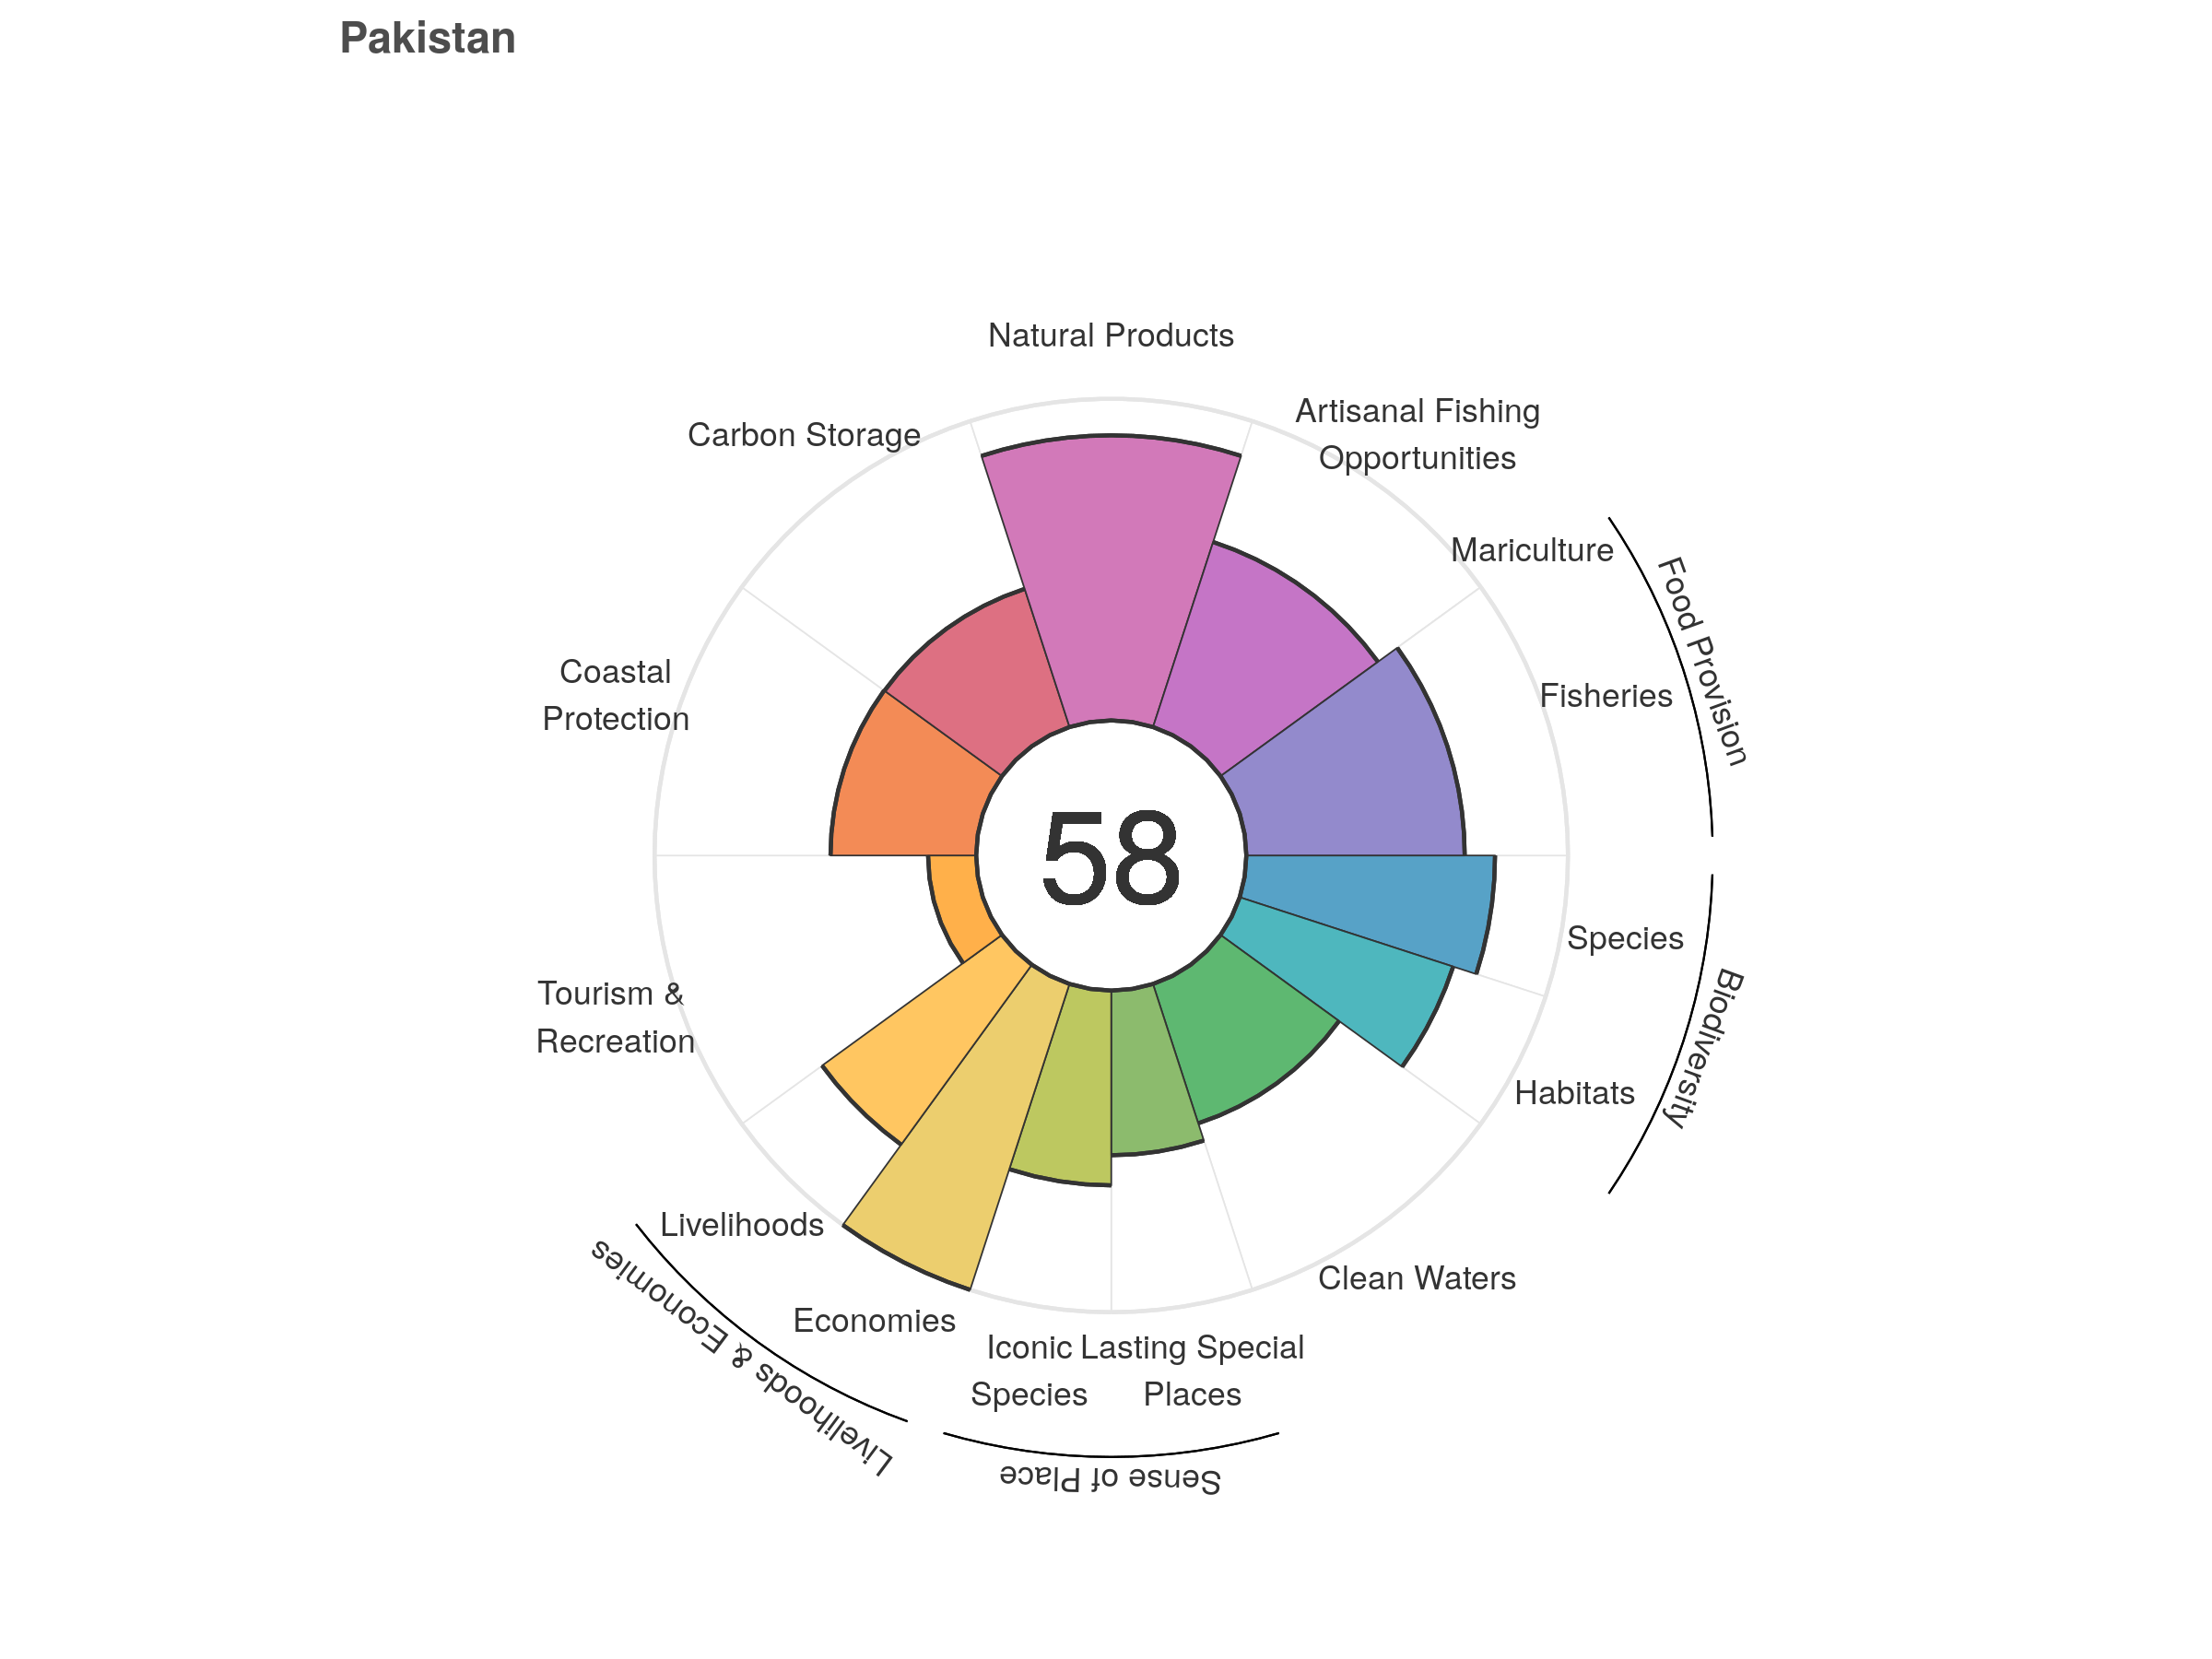 Pakistan
Natural Products
Artisanal Fishing
Opportunities
Carbon Storage
Mariculture
Food Provision
Fisheries
Coastal
Protection
58
Species
Biodiversity
Habitats
Tourism &
Recreation
Livelihoods
Livelihoods & Economies
Clean Waters
Economies
Iconic
Species
Lasting Special
Places
Sense of Place